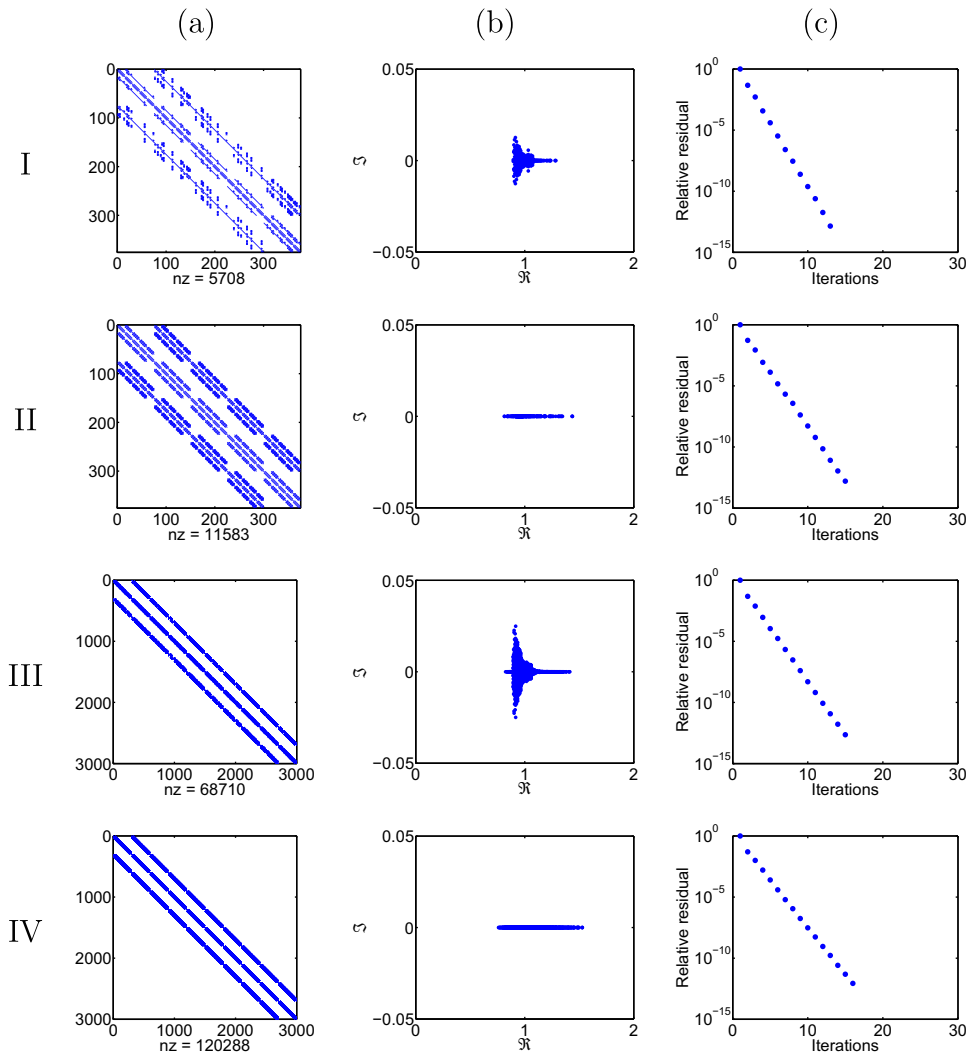 (a) (b) (c)
I
0
100
200
300
0 100 200 300
nz = 5708
0.05
0
−0.05
ℑ
0 1 2
ℜ
10^0
10^−5
10^−10
10^−15
Relative residual
0 10 20 30
Iterations
II
0
100
200
300
0 100 200 300
nz = 11583
0.05
0
−0.05
ℑ
0 1 2
ℜ
10^0
10^−5
10^−10
10^−15
Relative residual
0 10 20 30
Iterations
III
0
1000
2000
3000
0 1000 2000 3000
nz = 68710
0.05
0
−0.05
ℑ
0 1 2
ℜ
10^0
10^−5
10^−10
10^−15
Relative residual
0 10 20 30
Iterations
IV
0
1000
2000
3000
0 1000 2000 3000
nz = 120288
0.05
0
−0.05
ℑ
0 1 2
ℜ
10^0
10^−5
10^−10
10^−15
Relative residual
0 10 20 30
Iterations